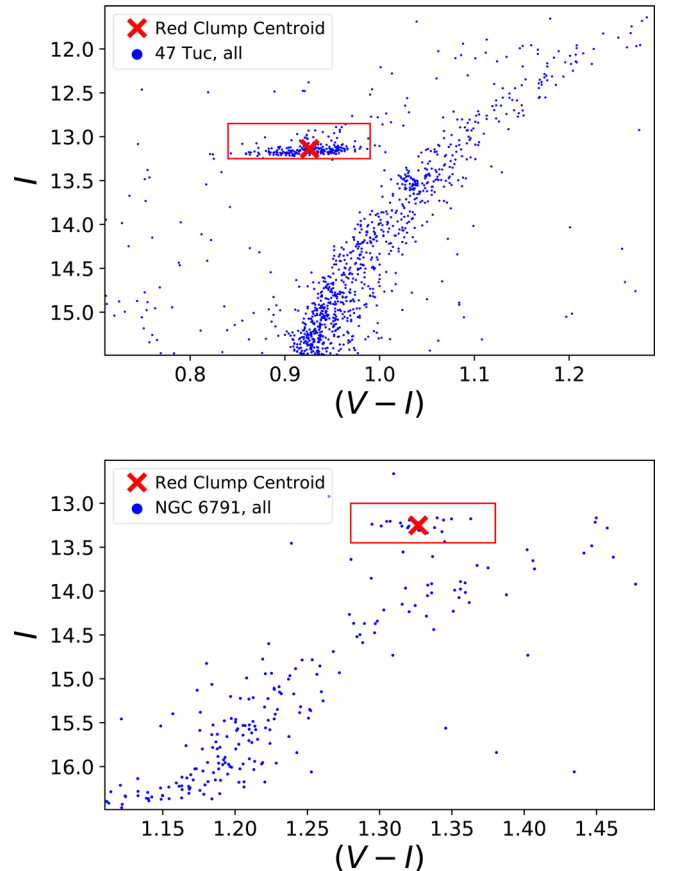 Red Clump Centroid
47 Tuc, all
12.0
12.5
13.0
13.5
14.0
14.5
15.0
I
0.8 0.9 1.0 1.1 1.2
(V − I)
Red Clump Centroid
NGC 6791, all
13.0
13.5
14.0
14.5
15.0
15.5
16.0
I
1.15 1.20 1.25 1.30 1.35 1.40 1.45
(V − I)